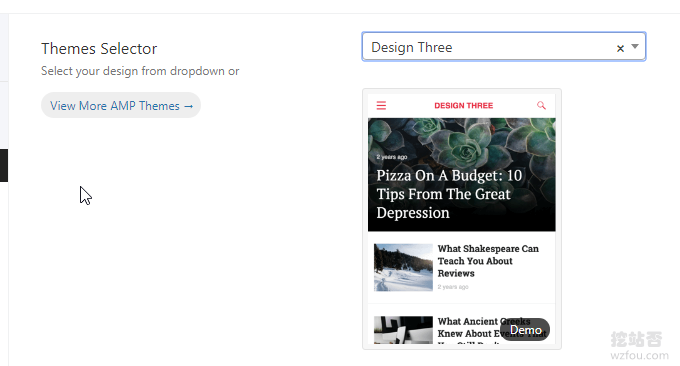 Themes Selector
Select your design from dropdown or
View More AMP Themes →
Design Three
DESIGN THREE
2 years ago
Pizza On A Budget: 10
Tips From The Great
Depression
What Shakespeare Can
Teach You About
Reviews
2 years ago
What Ancient Greeks
Knew About Events That
Demo
挖站否
wzfou.com